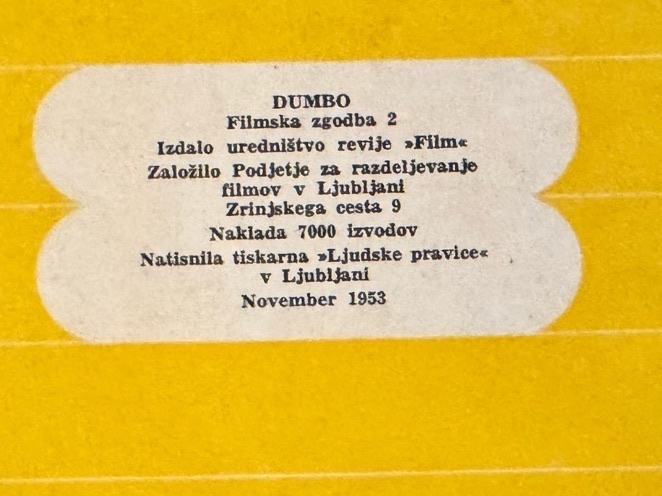 DUMBO
Filmska zgodba 2
Izdalo uredništvo revije »Film«
Založilo Podjetje za razdeljevanje
filmov v Ljubljani
Zrinjskega cesta 9
Naklada 7000 izvodov
Natisnila tiskarna »Ljudske pravice«
v Ljubljani
November 1953